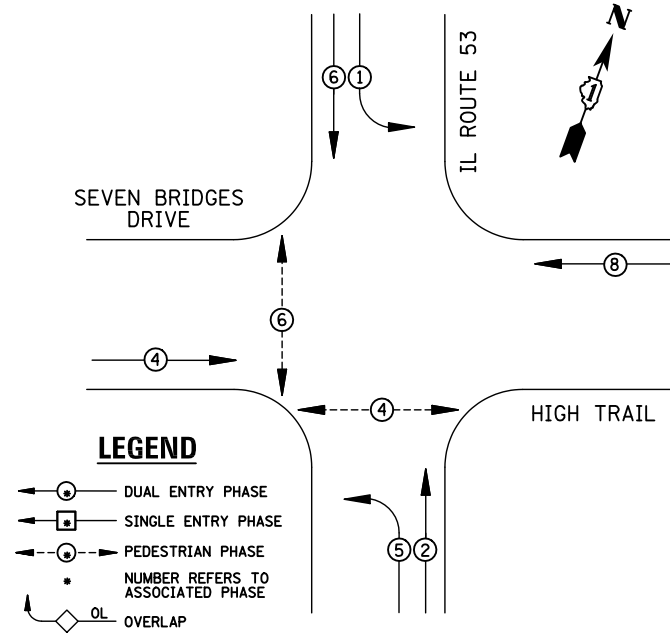 N
1
6 1
IL ROUTE 53
SEVEN BRIDGES
DRIVE
8
6
4
4
HIGH TRAIL
LEGEND
* DUAL ENTRY PHASE
* SINGLE ENTRY PHASE
* PEDESTRIAN PHASE
* NUMBER REFERS TO
ASSOCIATED PHASE
OL OVERLAP
5 2